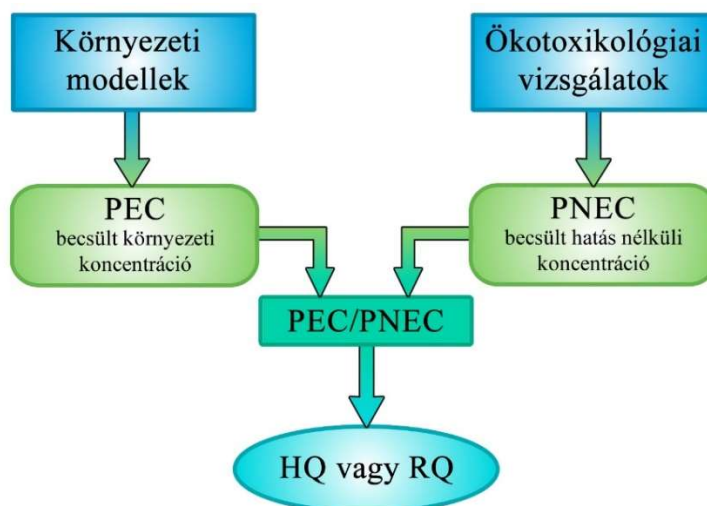 Környezeti
modellek
Ökotoxikológiai
vizsgálatok
PEC
becsült környezeti
koncentráció
PNEC
becsült hatás nélküli
koncentráció
PEC/PNEC
HQ vagy RQ